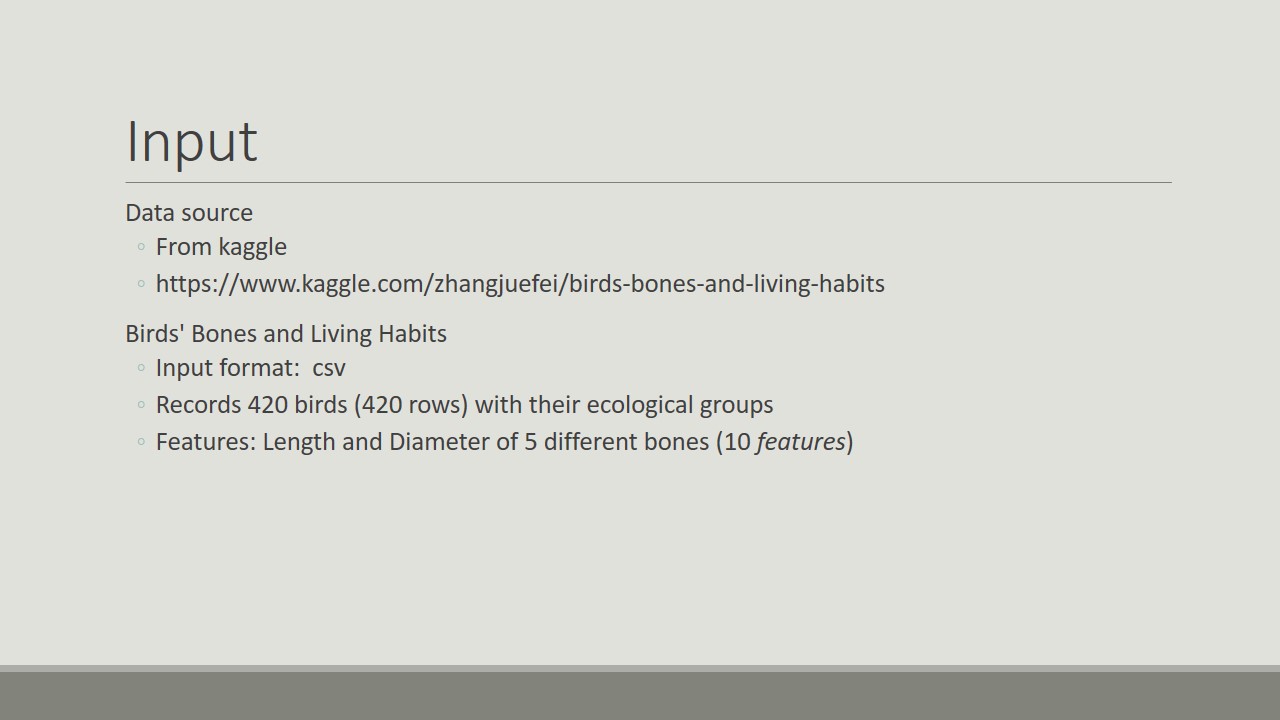 Input
Data source
◦ From kaggle
◦ https://www.kaggle.com/zhangjuefei/birds-bones-and-living-habits
Birds' Bones and Living Habits
◦ Input format:  csv
◦ Records 420 birds (420 rows) with their ecological groups
◦ Features: Length and Diameter of 5 different bones (10 features)